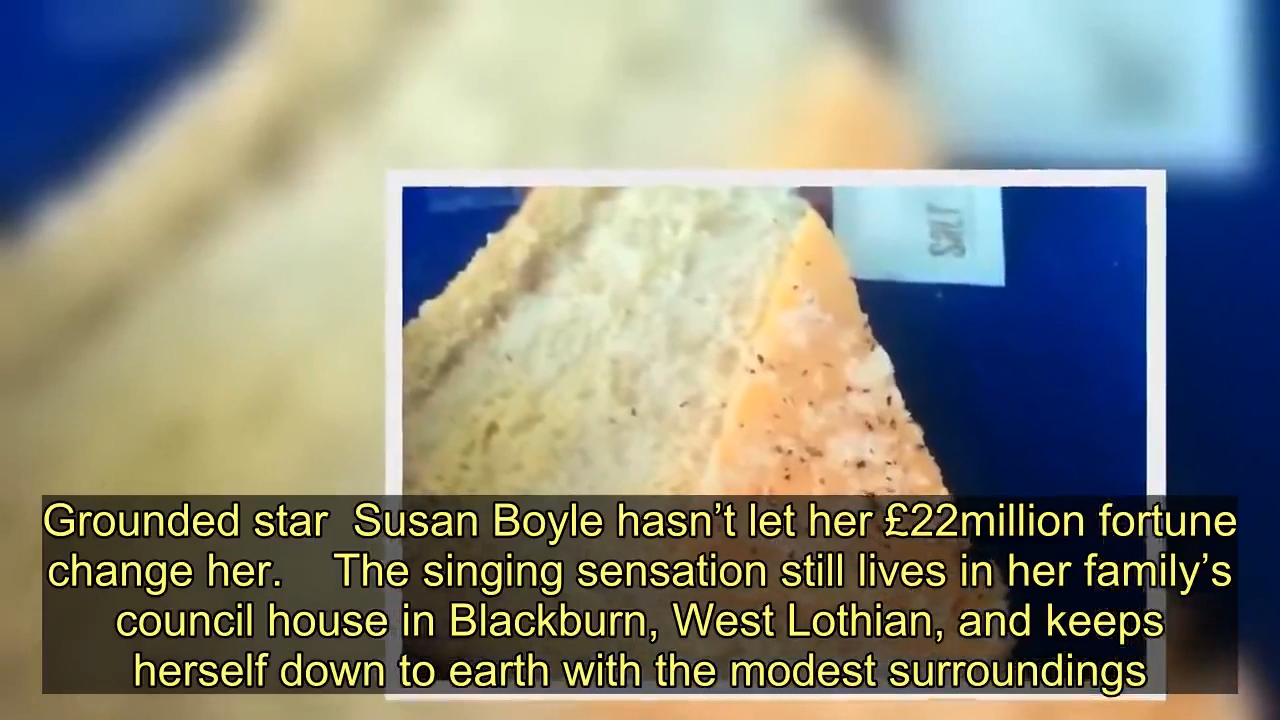 SALT
Grounded star  Susan Boyle hasn’t let her £22million fortune
change her.    The singing sensation still lives in her family’s
council house in Blackburn, West Lothian, and keeps
herself down to earth with the modest surroundings